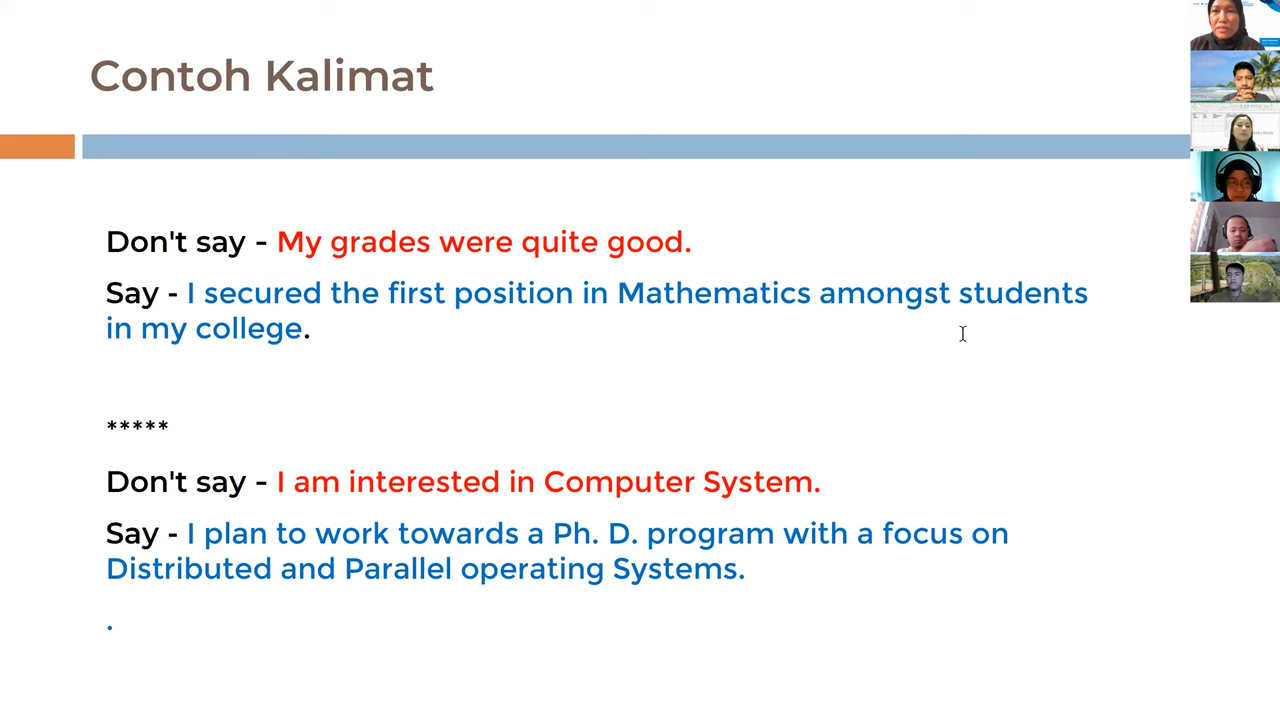 Contoh Kalimat
Don't say - My grades were quite good.
Say - I secured the first position in Mathematics amongst students
in my college.
*****
Don't say - I am interested in Computer System.
Say - I plan to work towards a Ph. D. program with a focus on
Distributed and Parallel operating Systems.
.